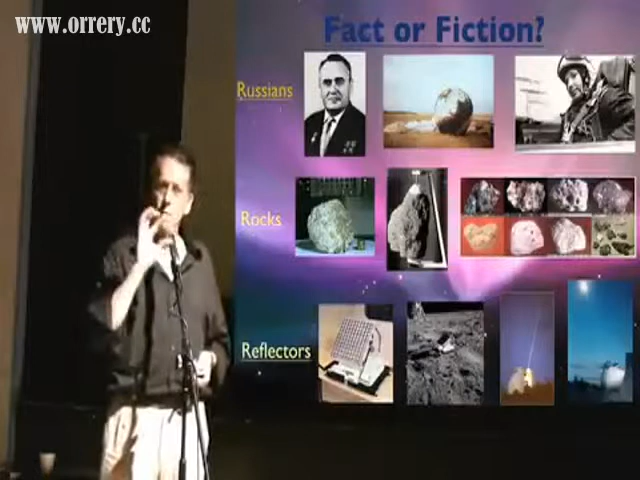 www.orrery.cc
Fact or Fiction?
Russians
Rocks
Reflectors